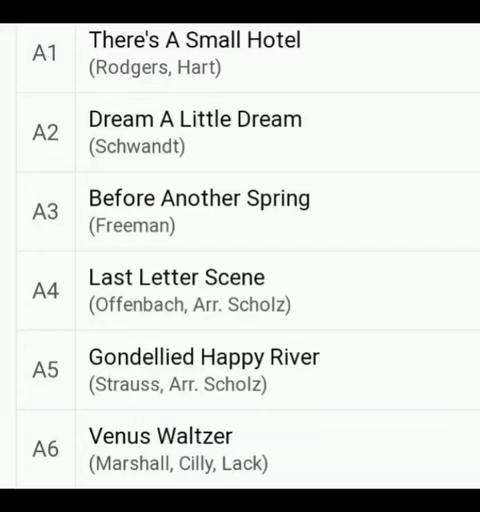 A1
There's A Small Hotel
(Rodgers, Hart)
A2
Dream A Little Dream
(Schwandt)
A3
Before Another Spring
(Freeman)
A4
Last Letter Scene
(Offenbach, Arr. Scholz)
A5
Gondellied Happy River
(Strauss, Arr. Scholz)
A6
Venus Waltzer
(Marshall, Cilly, Lack)